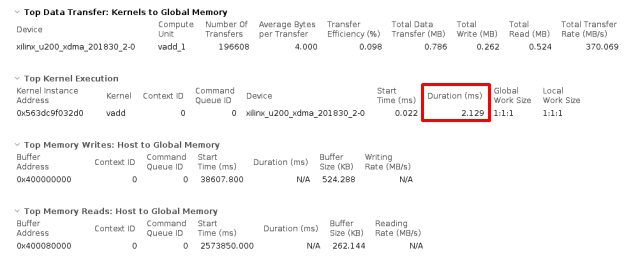 Top Data Transfer: Kernels to Global Memory
Device Compute Unit Number Of Transfers Average Bytes per Transfer Transfer Efficiency (%) Total Data Transfer (MB) Total Write (MB) Total Read (MB) Total Transfer Rate (MB/s)
xilinx_u200_xdma_201830_2-0 vadd_1 196608 4.000 0.098 0.786 0.262 0.524 370.069
Top Kernel Execution
Kernel Instance Address Kernel Context ID Command Queue ID Device Start Time (ms) Duration (ms) Global Work Size Local Work Size
0x563dc9f032d0 vadd 0 0 xilinx_u200_xdma_201830_2-0 0.022 2.129 1:1:1 1:1:1
Top Memory Writes: Host to Global Memory
Buffer Address Context ID Command Queue ID Start Time (ms) Duration (ms) Buffer Size (KB) Writing Rate (MB/s)
0x400000000 0 0 38607.800 N/A 524.288 N/A
Top Memory Reads: Host to Global Memory
Buffer Address Context ID Command Queue ID Start Time (ms) Duration (ms) Buffer Size (KB) Reading Rate (MB/s)
0x400080000 0 0 2573850.000 N/A 262.144 N/A